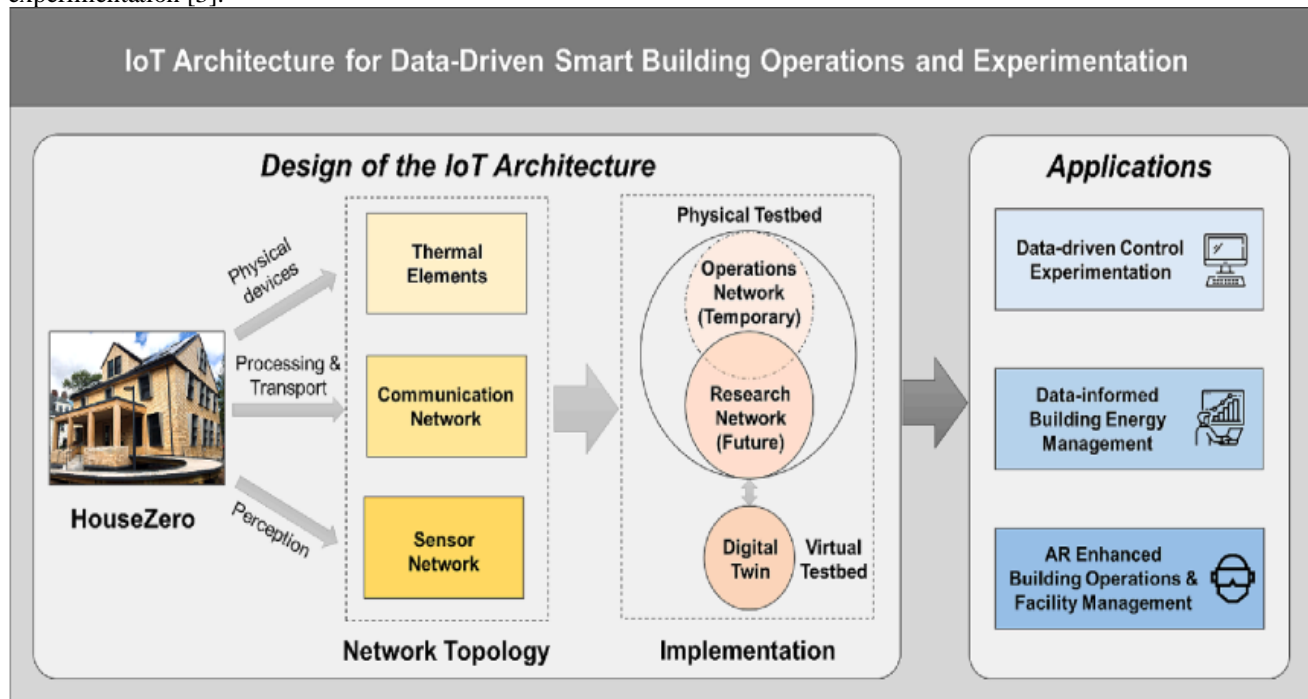 experimentation [3].
IoT Architecture for Data-Driven Smart Building Operations and Experimentation
Design of the IoT Architecture
HouseZero
Physical
devices
Processing &
Transport
Perception
Thermal
Elements
Communication
Network
Sensor
Network
Network Topology
Physical Testbed
Operations
Network
(Temporary)
Research
Network
(Future)
Digital
Twin
Virtual
Testbed
Implementation
Applications
Data-driven Control
Experimentation
Data-informed
Building Energy
Management
AR Enhanced
Building Operations &
Facility Management